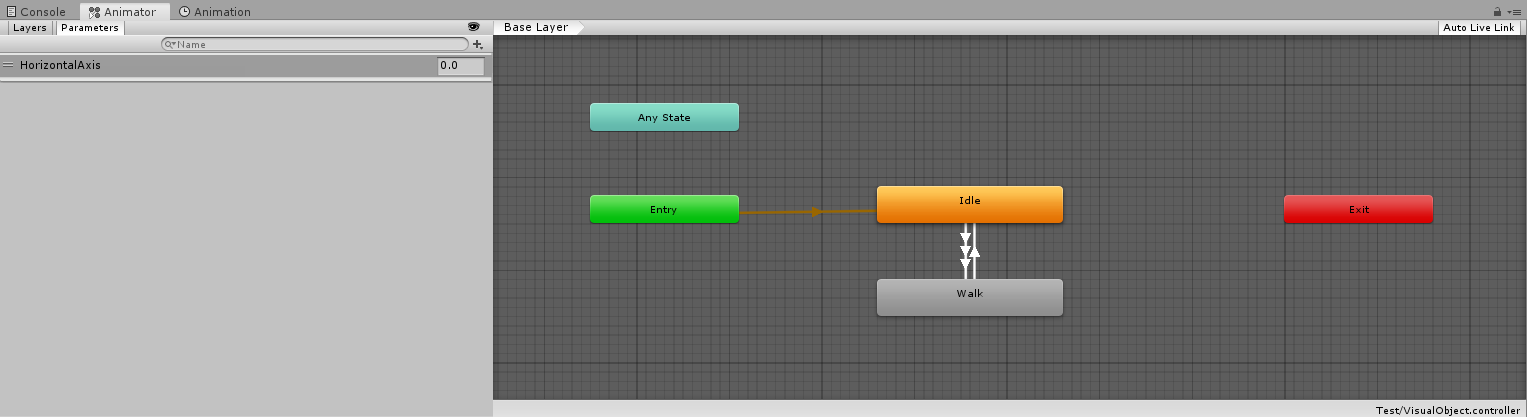 Console Animator Animation
Layers Parameters
Base Layer
Auto Live Link
Name
HorizontalAxis 0.0
Any State
Entry
Idle
Exit
Walk
Test/VisualObject.controller